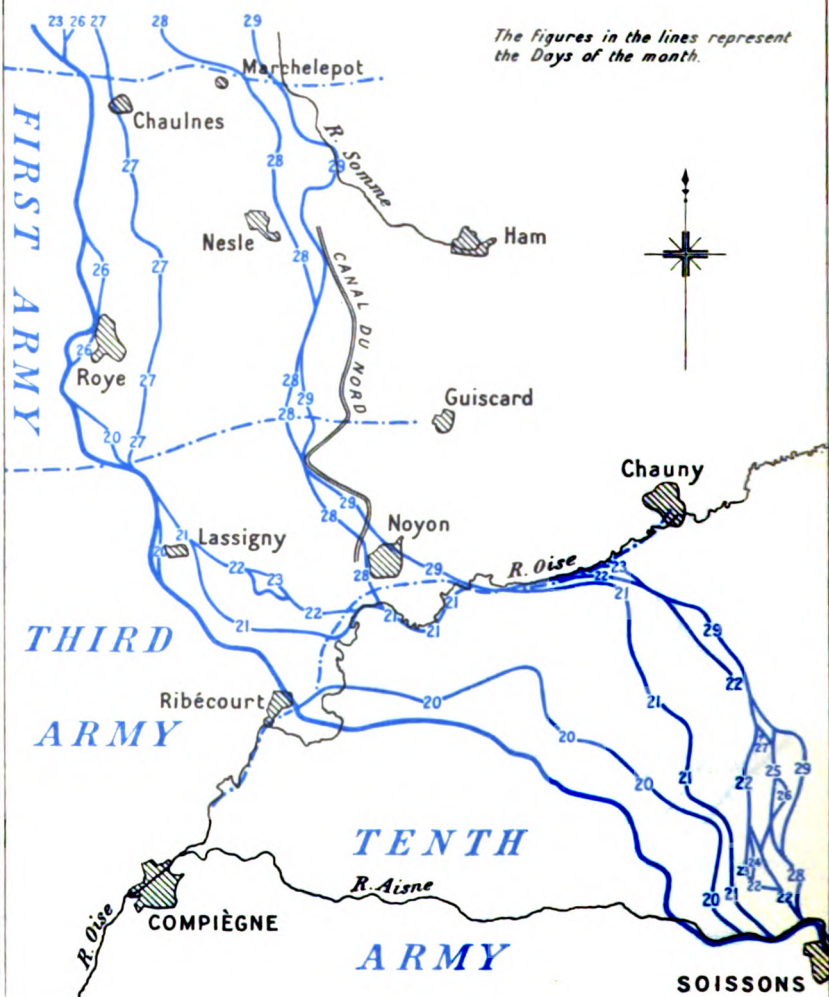 23 26 27 28 29
The figures in the lines represent
the Days of the month.
Marchelepot
Chaulnes
R. Somme
27 28 29
FIRST ARMY
Nesle
Ham
28
CANAL DU NORD
26 27
26
Roye
27 28 29
28
Guiscard
20 27
Chauny
29
28
Noyon
21
Lassigny
20
22 23
28
29
R. Oise
22 23
21
22
21
21 21
21
29
THIRD
22
Ribécourt
20
21
ARMY
20
27
20
21
22 25 29
26
TENTH
24
23
22
28
22
R. Aisne
20 21
COMPIÈGNE
R. Oise
ARMY
SOISSONS